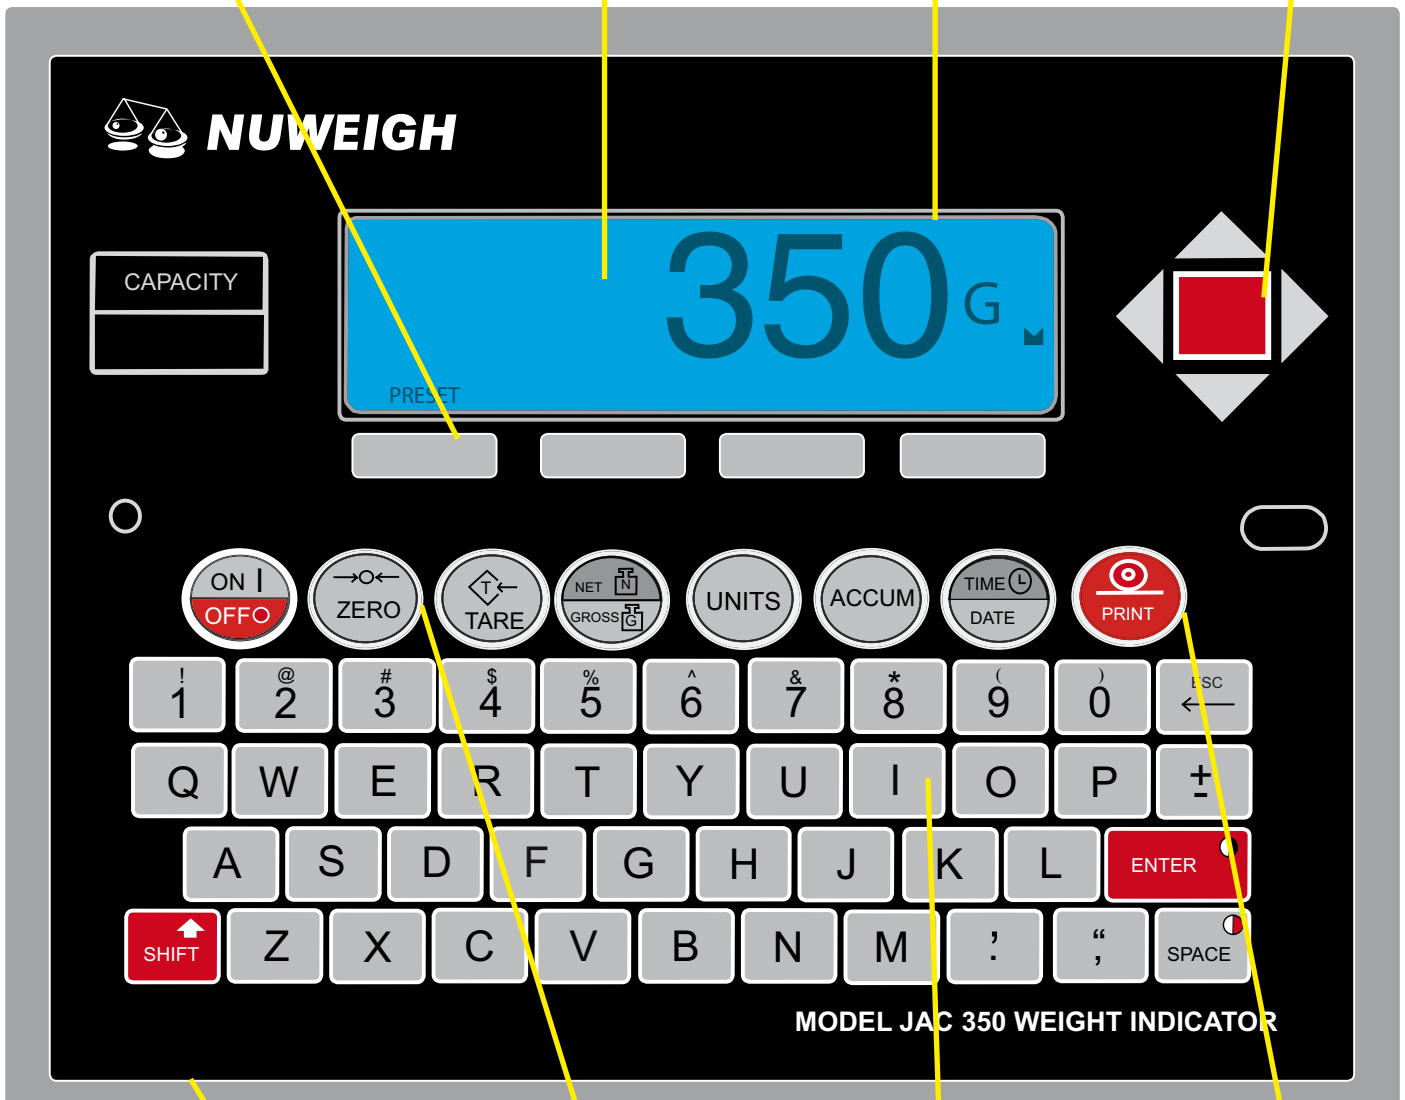 NUWEIGH
CAPACITY
350 G
PRESET
ON | OFF
ZERO
T
TARE
NET N
GROSS G
UNITS
ACCUM
TIME
DATE
PRINT
! @ # $ % ^ & * ( )
1 2 3 4 5 6 7 8 9 0 ESC
Q W E R T Y U I O P ±
A S D F G H J K L ENTER
SHIFT Z X C V B N M ; “, SPACE
MODEL JAC 350 WEIGHT INDICATOR